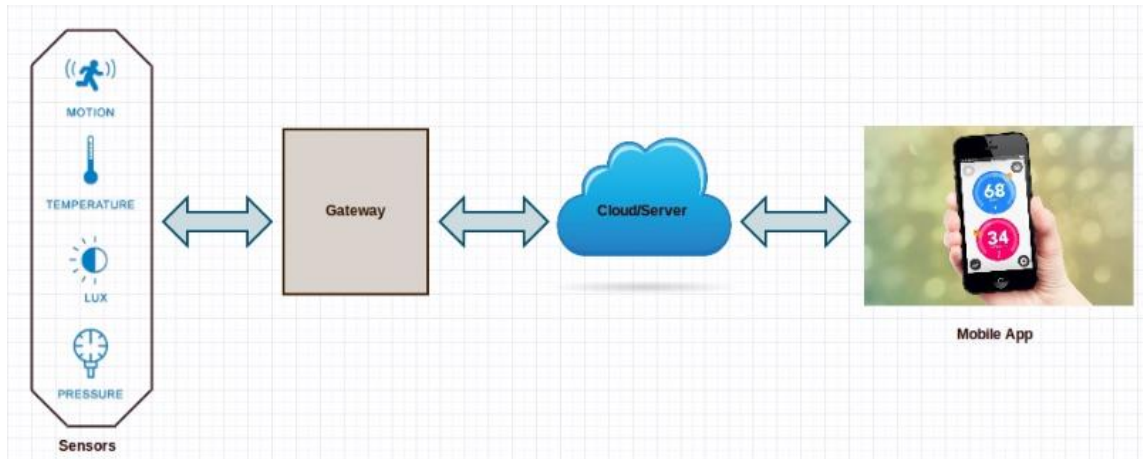 MOTION
TEMPERATURE
LUX
PRESSURE
Sensors
Gateway
Cloud/Server
68
34
Mobile App